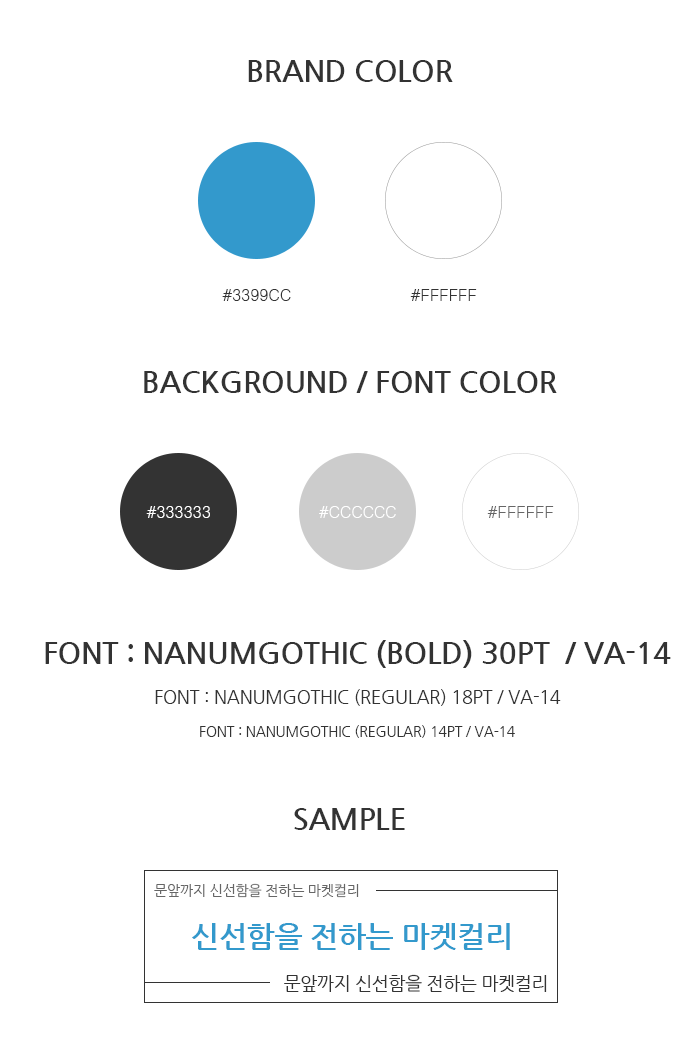 BRAND COLOR
#3399CC
#FFFFFF
BACKGROUND / FONT COLOR
#333333
#CCCCCC
#FFFFFF
FONT : NANUMGOTHIC (BOLD) 30PT / VA-14
FONT : NANUMGOTHIC (REGULAR) 18PT / VA-14
FONT : NANUMGOTHIC (REGULAR) 14PT / VA-14
SAMPLE
문앞까지 신선함을 전하는 마켓컬리
신선함을 전하는 마켓컬리
문앞까지 신선함을 전하는 마켓컬리